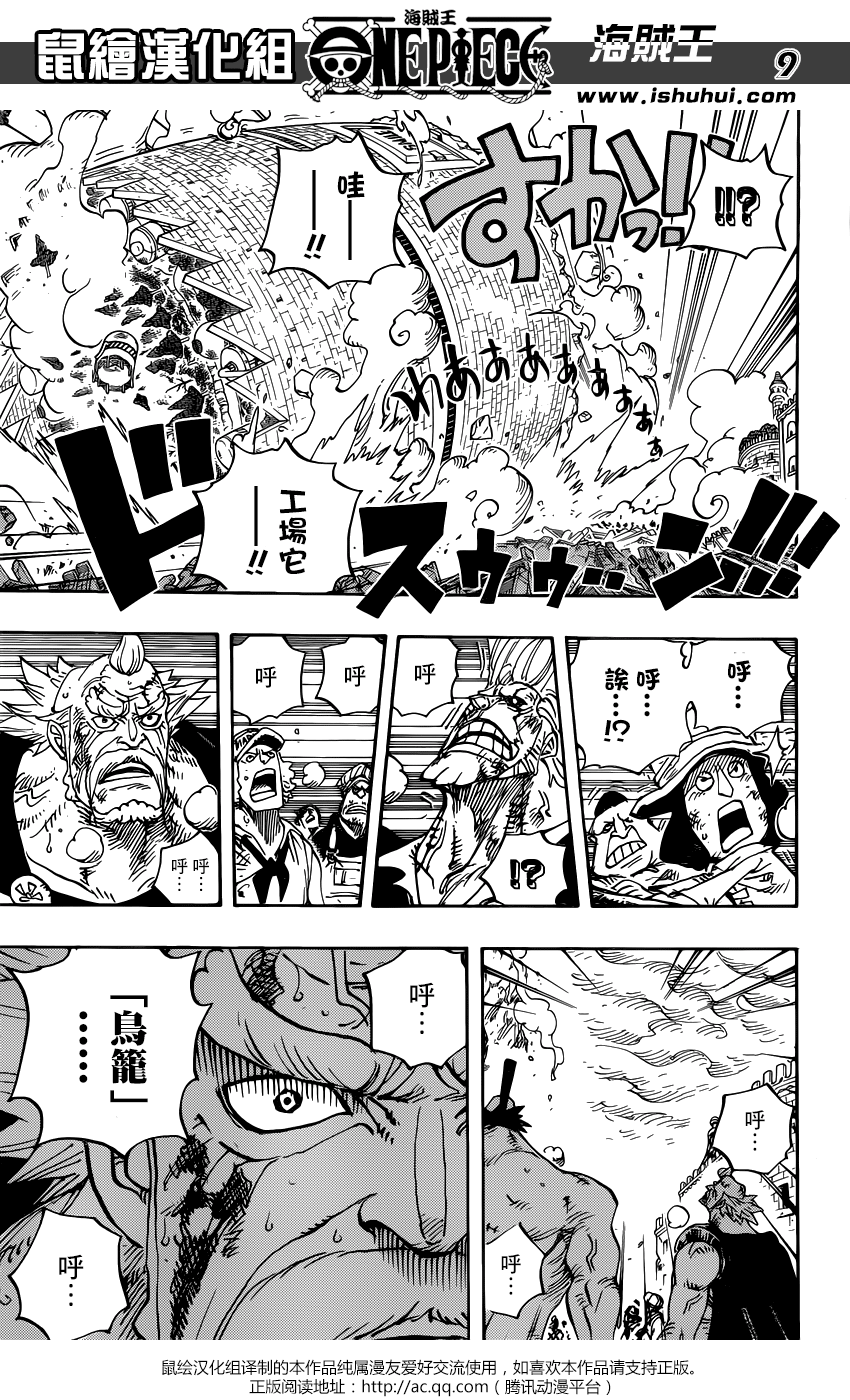 鼠繪漢化組
海賊王
ONE PIECE
海賊王
9
www.ishuhui.com
!!?
すかっ!
哇——!!
わあああああああぁ
工場它——!!
ドスゥゥ…ン!!!
呼…
呼…
誒…!?
呼
!?
呼
呼
呼…
呼…
呼…
呼…
呼…
「鳥籠」……
呼…
鼠绘汉化组译制的本作品纯属漫友爱好交流使用，如喜欢本作品请支持正版。
正版阅读地址：http://ac.qq.com（腾讯动漫平台）